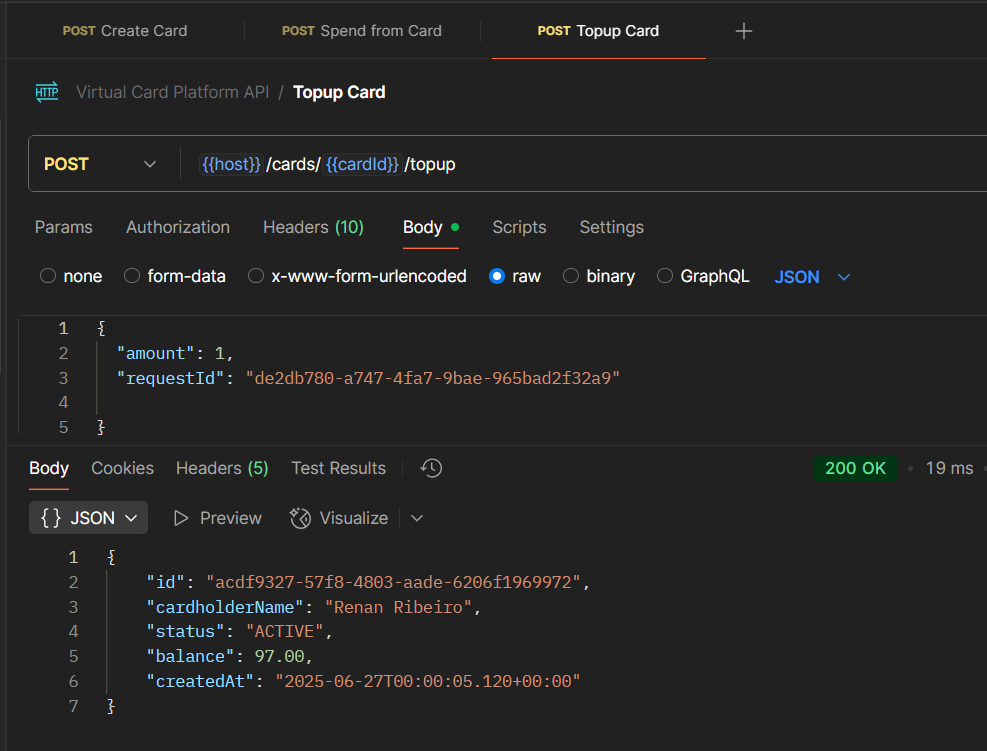 POST Create Card POST Spend from Card POST Topup Card
HTTP Virtual Card Platform API / Topup Card
POST {{host}}/cards/{{cardId}}/topup
Params Authorization Headers (10) Body Scripts Settings
none form-data x-www-form-urlencoded raw binary GraphQL JSON
1 {
2 "amount": 1,
3 "requestId": "de2db780-a747-4fa7-9bae-965bad2f32a9"
4
5 }
Body Cookies Headers (5) Test Results 200 OK • 19 ms
{} JSON Preview Visualize
1 {
2 "id": "acdf9327-57f8-4803-aade-6206f1969972",
3 "cardholderName": "Renan Ribeiro",
4 "status": "ACTIVE",
5 "balance": 97.00,
6 "createdAt": "2025-06-27T00:00:05.120+00:00"
7 }